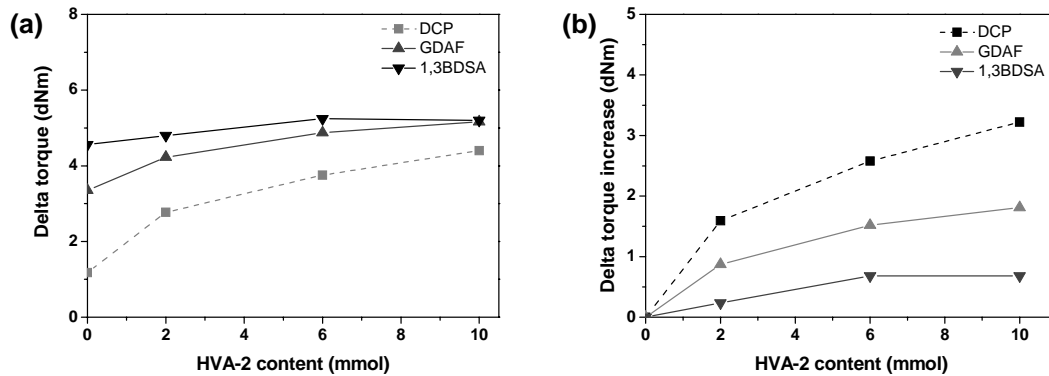 (a)
DCP
GDAF
1,3BDSA
Delta torque (dNm)
8
6
4
2
0
0 2 4 6 8 10
HVA-2 content (mmol)
(b)
DCP
GDAF
1,3BDSA
Delta torque increase (dNm)
5
4
3
2
1
0
0 2 4 6 8 10
HVA-2 content (mmol)